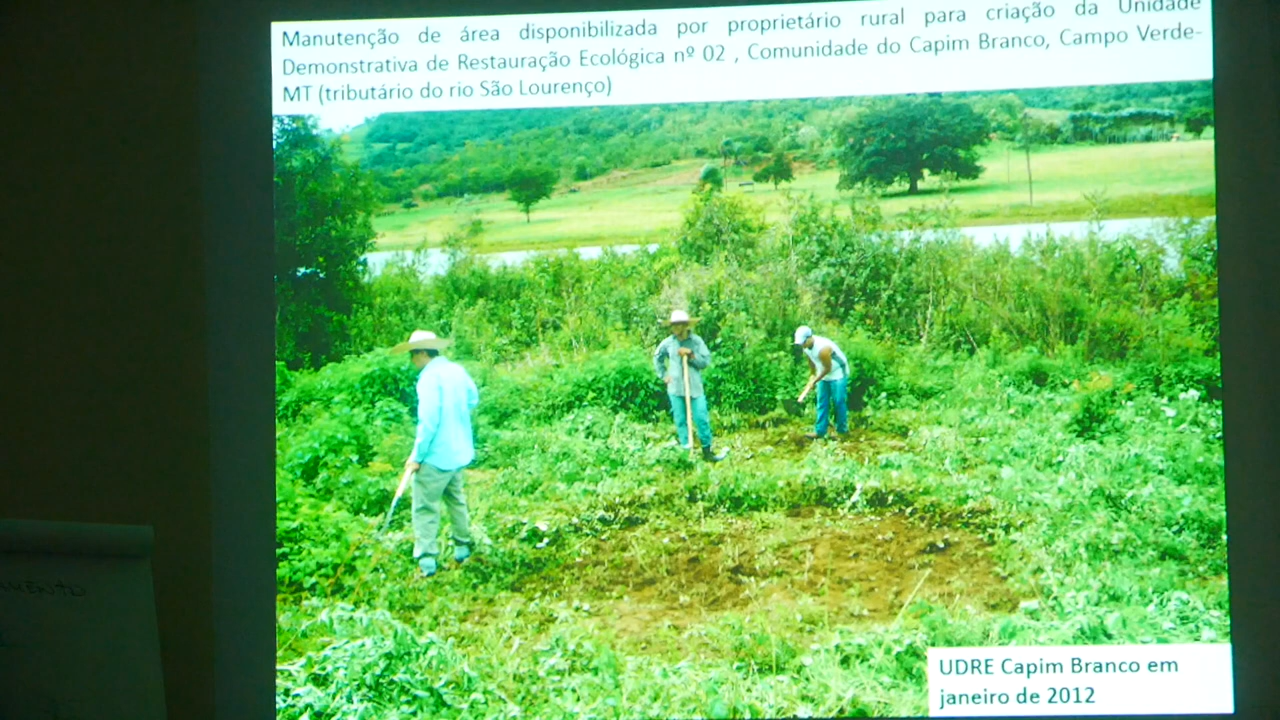 Manutenção de área disponibilizada por proprietário rural para criação da Unidade
Demonstrativa de Restauração Ecológica nº 02 , Comunidade do Capim Branco, Campo Verde-
MT (tributário do rio São Lourenço)
UDRE Capim Branco em
janeiro de 2012